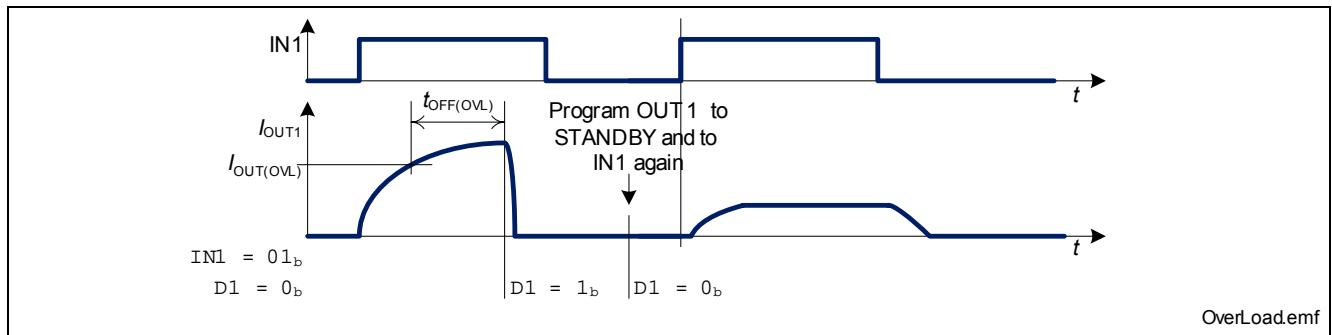 IN1
t
tOFF(OVL)
Program OUT1 to
STANDBY and to
IN1 again
IOUT1
IOUT(OVL)
t
IN1 = 01b
D1 = 0b
D1 = 1b
D1 = 0b
OverLoad.emf